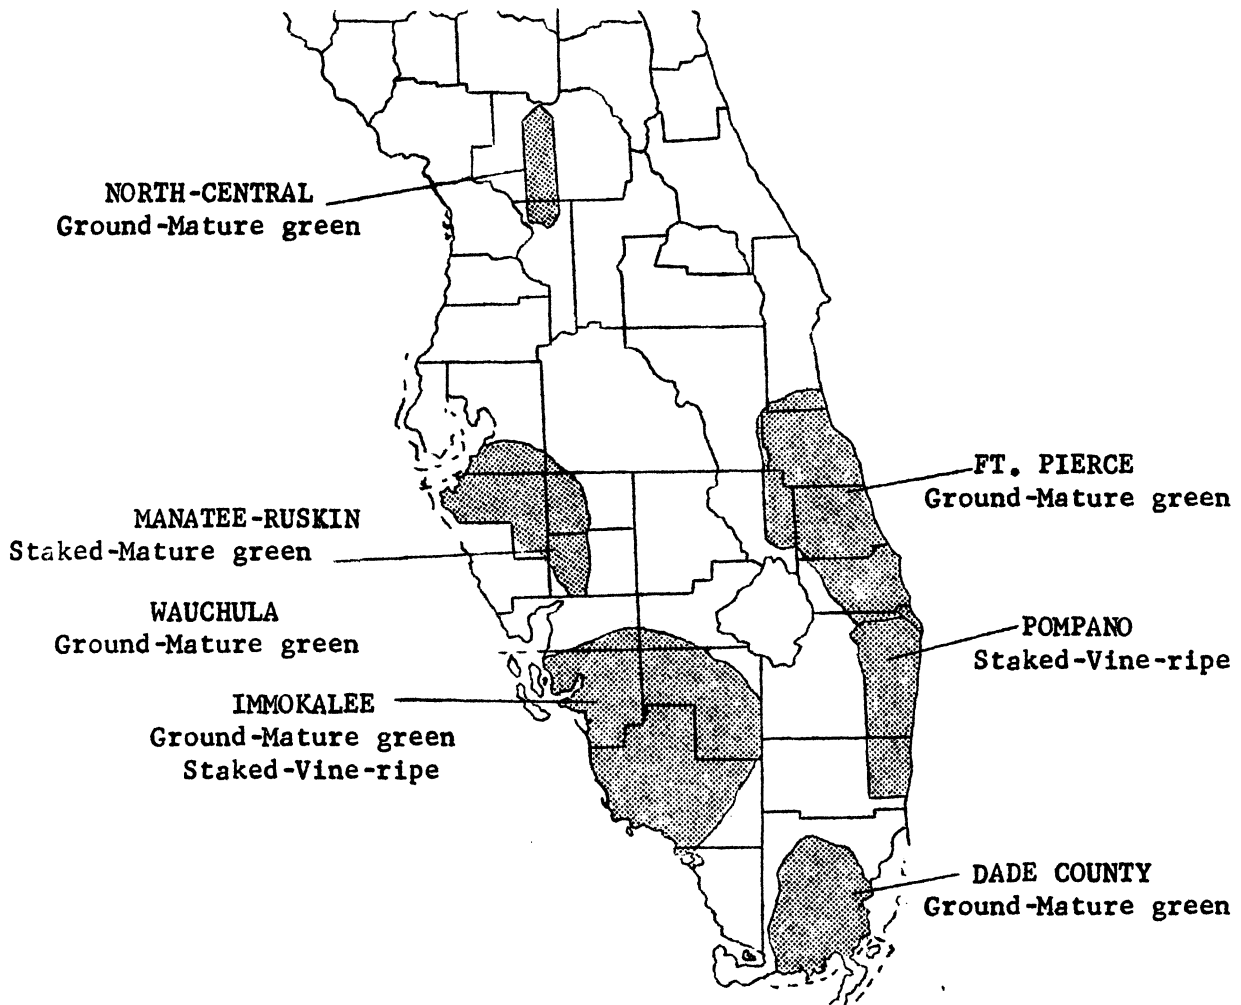 NORTH-CENTRAL
Ground-Mature green
MANATEE-RUSKIN
Staked-Mature green
WAUCHULA
Ground-Mature green
IMMOKALEE
Ground-Mature green
Staked-Vine-ripe
FT. PIERCE
Ground-Mature green
POMPANO
Staked-Vine-ripe
DADE COUNTY
Ground-Mature green